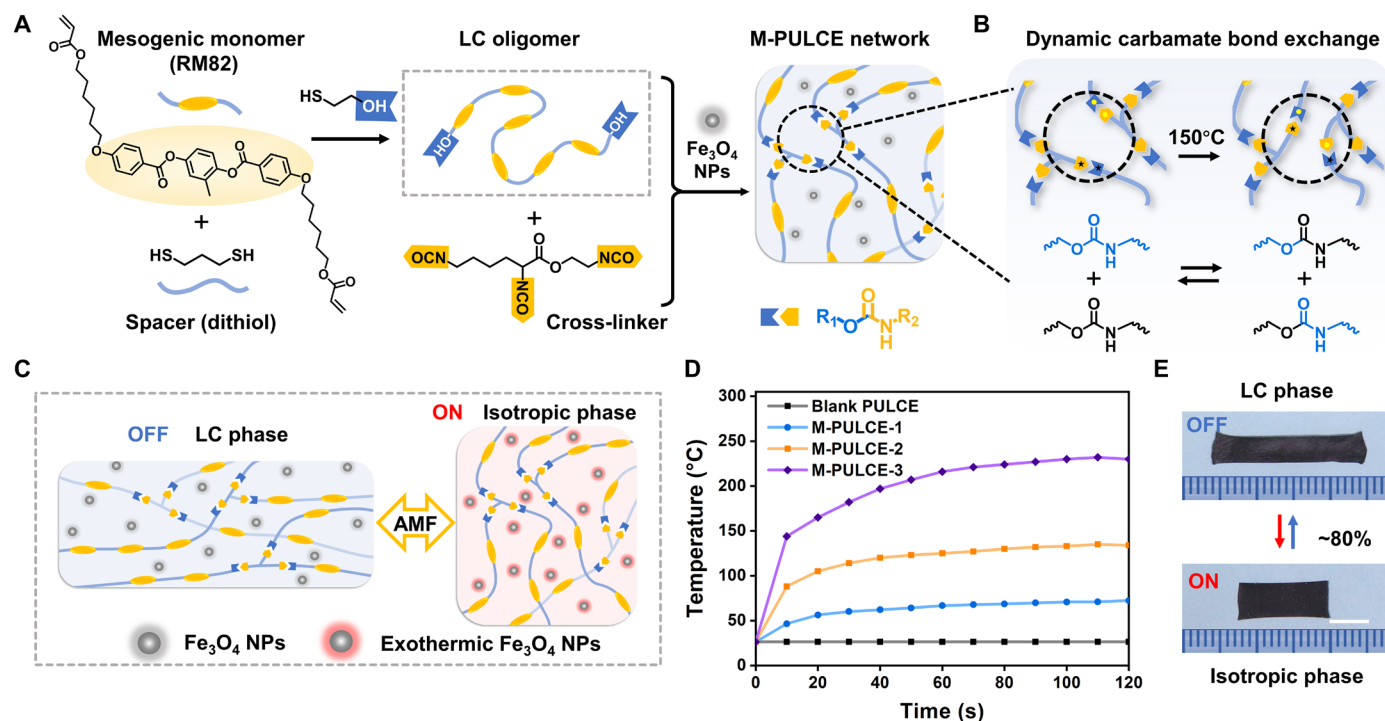 A
Mesogenic monomer
(RM82)
O
O
O
O
O
O
O
O
O
O
+
HS
SH
Spacer (dithiol)
HS
OH
LC oligomer
HO
OH
+
OCN
NCO
O
O
NCO
Cross-linker
Fe₃O₄
NPs
M-PULCE network
R₁
O
O
N
H
R₂
B
Dynamic carbamate bond exchange
150°C
O
O
N
H
+
O
O
N
H
O
O
N
H
+
O
O
N
H
C
OFF
LC phase
AMF
ON
Isotropic phase
Fe₃O₄ NPs
Exothermic Fe₃O₄ NPs
D
Temperature (°C)
300
250
200
150
100
50
0
Blank PULCE
M-PULCE-1
M-PULCE-2
M-PULCE-3
0 20 40 60 80 100 120
Time (s)
E
LC phase
OFF
~80%
ON
Isotropic phase